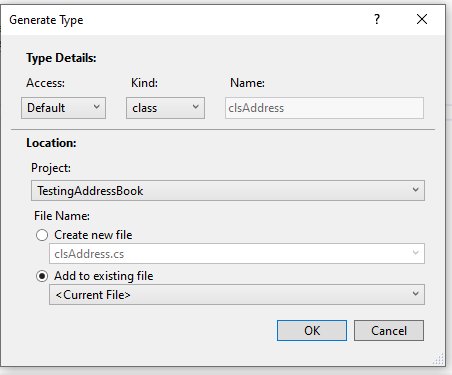 Generate Type
?
Type Details:
Access: Kind: Name:
Default class clsAddress
Location:
Project:
TestingAddressBook
File Name:
Create new file
clsAddress.cs
Add to existing file
<Current File>
OK Cancel